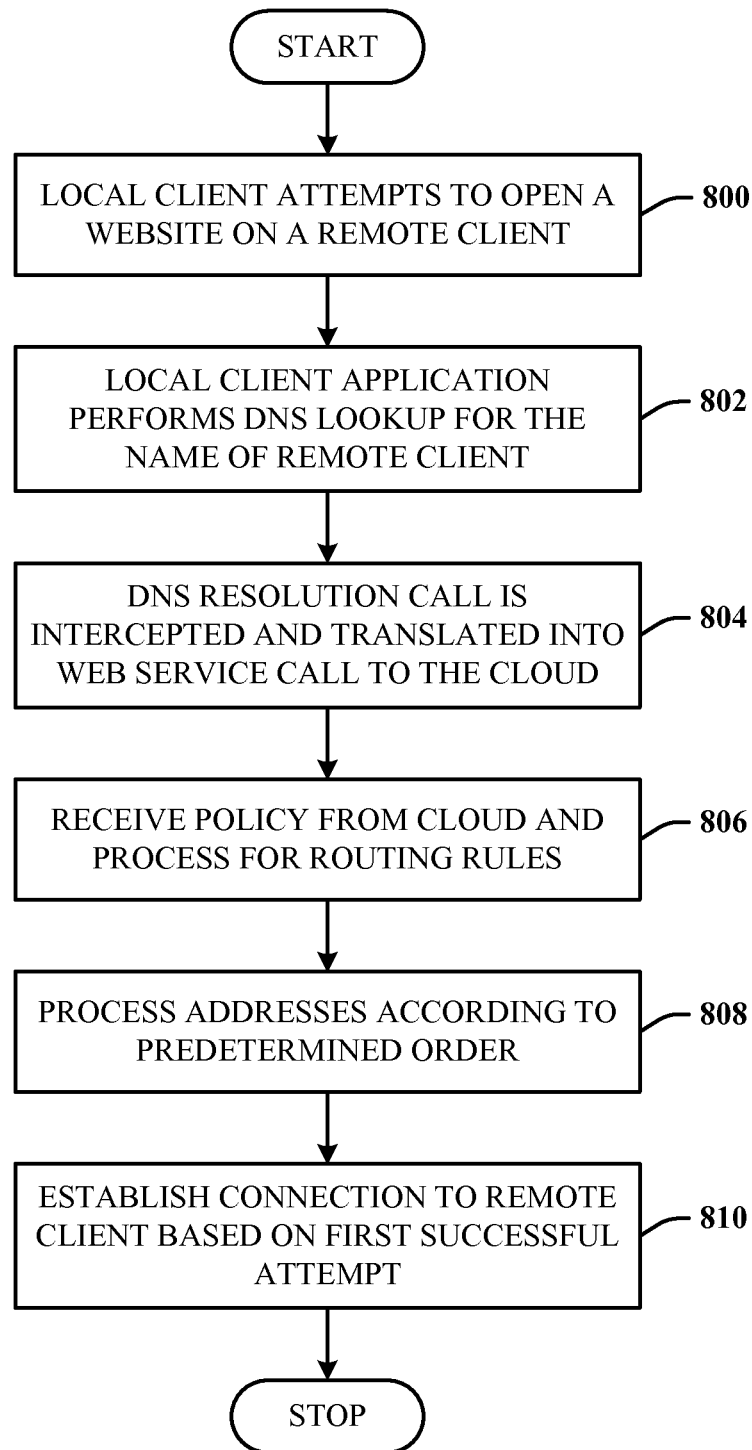 START
LOCAL CLIENT ATTEMPTS TO OPEN A
WEBSITE ON A REMOTE CLIENT
800
LOCAL CLIENT APPLICATION
PERFORMS DNS LOOKUP FOR THE
NAME OF REMOTE CLIENT
802
DNS RESOLUTION CALL IS
INTERCEPTED AND TRANSLATED INTO
WEB SERVICE CALL TO THE CLOUD
804
RECEIVE POLICY FROM CLOUD AND
PROCESS FOR ROUTING RULES
806
PROCESS ADDRESSES ACCORDING TO
PREDETERMINED ORDER
808
ESTABLISH CONNECTION TO REMOTE
CLIENT BASED ON FIRST SUCCESSFUL
ATTEMPT
810
STOP